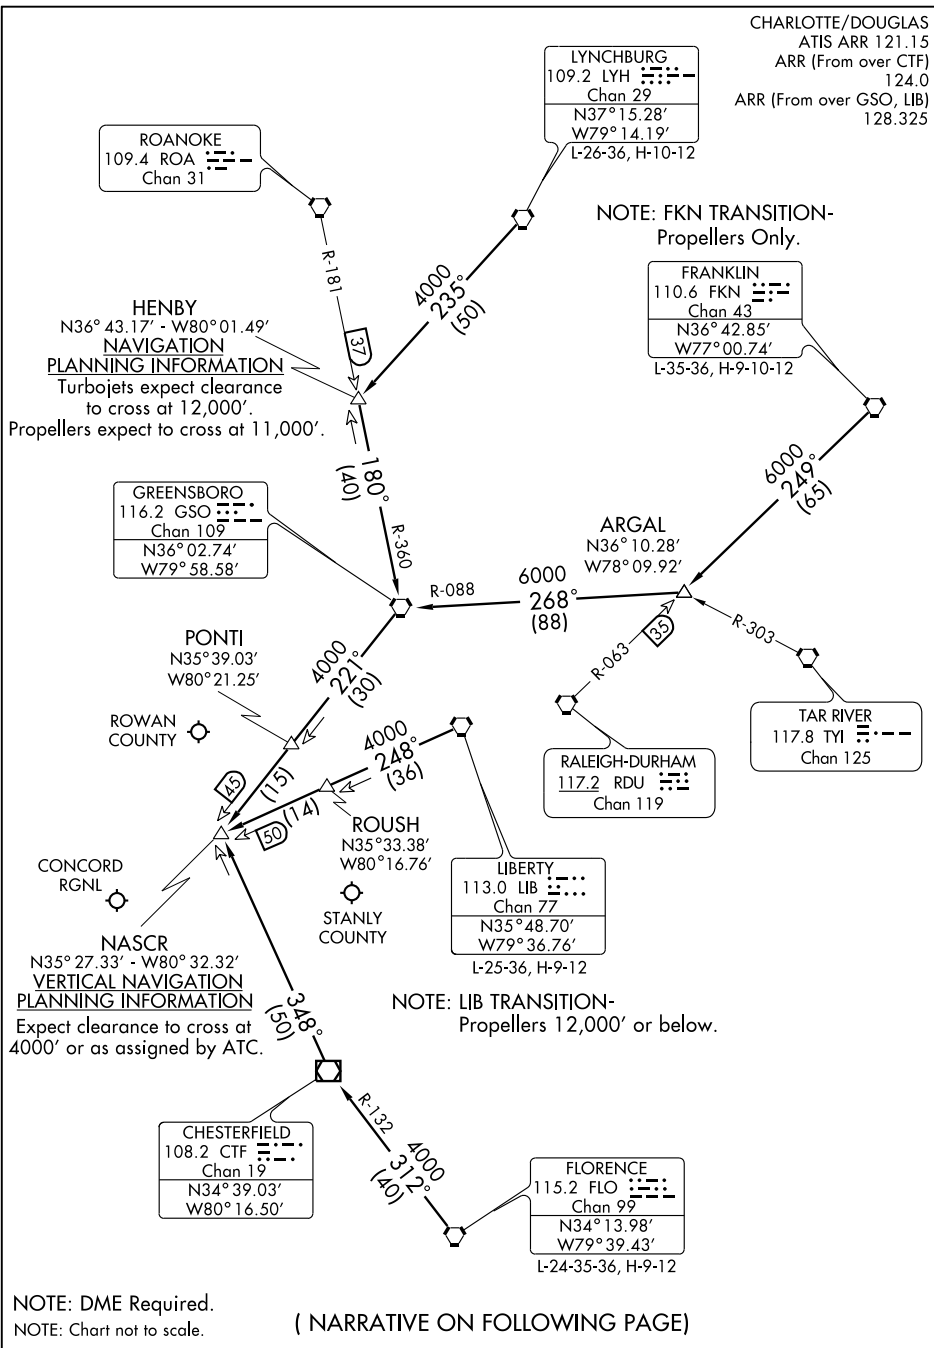 CHARLOTTE/DOUGLAS
ATIS ARR 121.15
ARR (From over CTF)
124.0
ARR (From over GSO, LIB)
128.325
LYNCHBURG
109.2 LYH
Chan 29
N37°15.28′
W79°14.19′
L-26-36, H-10-12
ROANOKE
109.4 ROA
Chan 31
NOTE: FKN TRANSITION-
Propellers Only.
FRANKLIN
110.6 FKN
Chan 43
N36°42.85′
W77°00.74′
L-35-36, H-9-10-12
R-181
37
4000
235°
(50)
HENBY
N36°43.17′ - W80°01.49′
NAVIGATION
PLANNING INFORMATION
Turbojets expect clearance
to cross at 12,000′.
Propellers expect to cross at 11,000′.
180°
(40)
R-360
6000
249°
(65)
GREENSBORO
116.2 GSO
Chan 109
N36°02.74′
W79°58.58′
ARGAL
N36°10.28′
W78°09.92′
R-088
6000
268°
(88)
R-063
35
R-303
PONTI
N35°39.03′
W80°21.25′
4000
221°
(30)
ROWAN
COUNTY
TAR RIVER
117.8 TYI
Chan 125
RALEIGH-DURHAM
117.2 RDU
Chan 119
4000
248°
(36)
45
(15)
50
(14)
ROUSH
N35°33.38′
W80°16.76′
CONCORD
RGNL
STANLY
COUNTY
LIBERTY
113.0 LIB
Chan 77
N35°48.70′
W79°36.76′
L-25-36, H-9-12
NASCR
N35°27.33′ - W80°32.32′
VERTICAL NAVIGATION
PLANNING INFORMATION
Expect clearance to cross at
4000′ or as assigned by ATC.
NOTE: LIB TRANSITION-
Propellers 12,000′ or below.
348°
(50)
CHESTERFIELD
108.2 CTF
Chan 19
N34°39.03′
W80°16.50′
R-132
4000
312°
(40)
FLORENCE
115.2 FLO
Chan 99
N34°13.98′
W79°39.43′
L-24-35-36, H-9-12
NOTE: DME Required.
NOTE: Chart not to scale.
( NARRATIVE ON FOLLOWING PAGE)